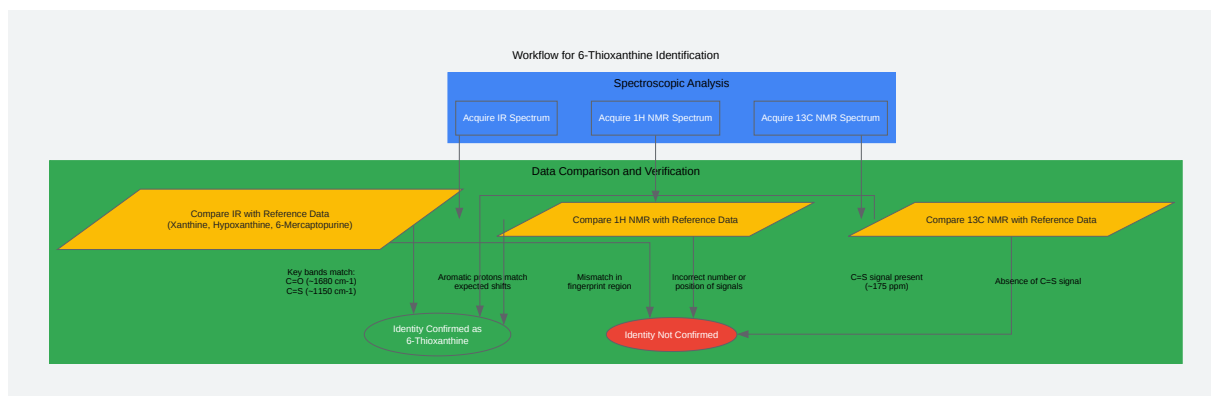 Workflow for 6-Thioxanthine Identification
Spectroscopic Analysis
Acquire IR Spectrum
Acquire 1H NMR Spectrum
Acquire 13C NMR Spectrum
Data Comparison and Verification
Compare IR with Reference Data
(Xanthine, Hypoxanthine, 6-Mercaptopurine)
Compare 1H NMR with Reference Data
Compare 13C NMR with Reference Data
Key bands match:
C=O (~1680 cm-1)
C=S (~1150 cm-1)
Aromatic protons match
expected shifts
Mismatch in
fingerprint region
Incorrect number or
position of signals
C=S signal present
(~175 ppm)
Absence of C=S signal
Identity Confirmed as
6-Thioxanthine
Identity Not Confirmed